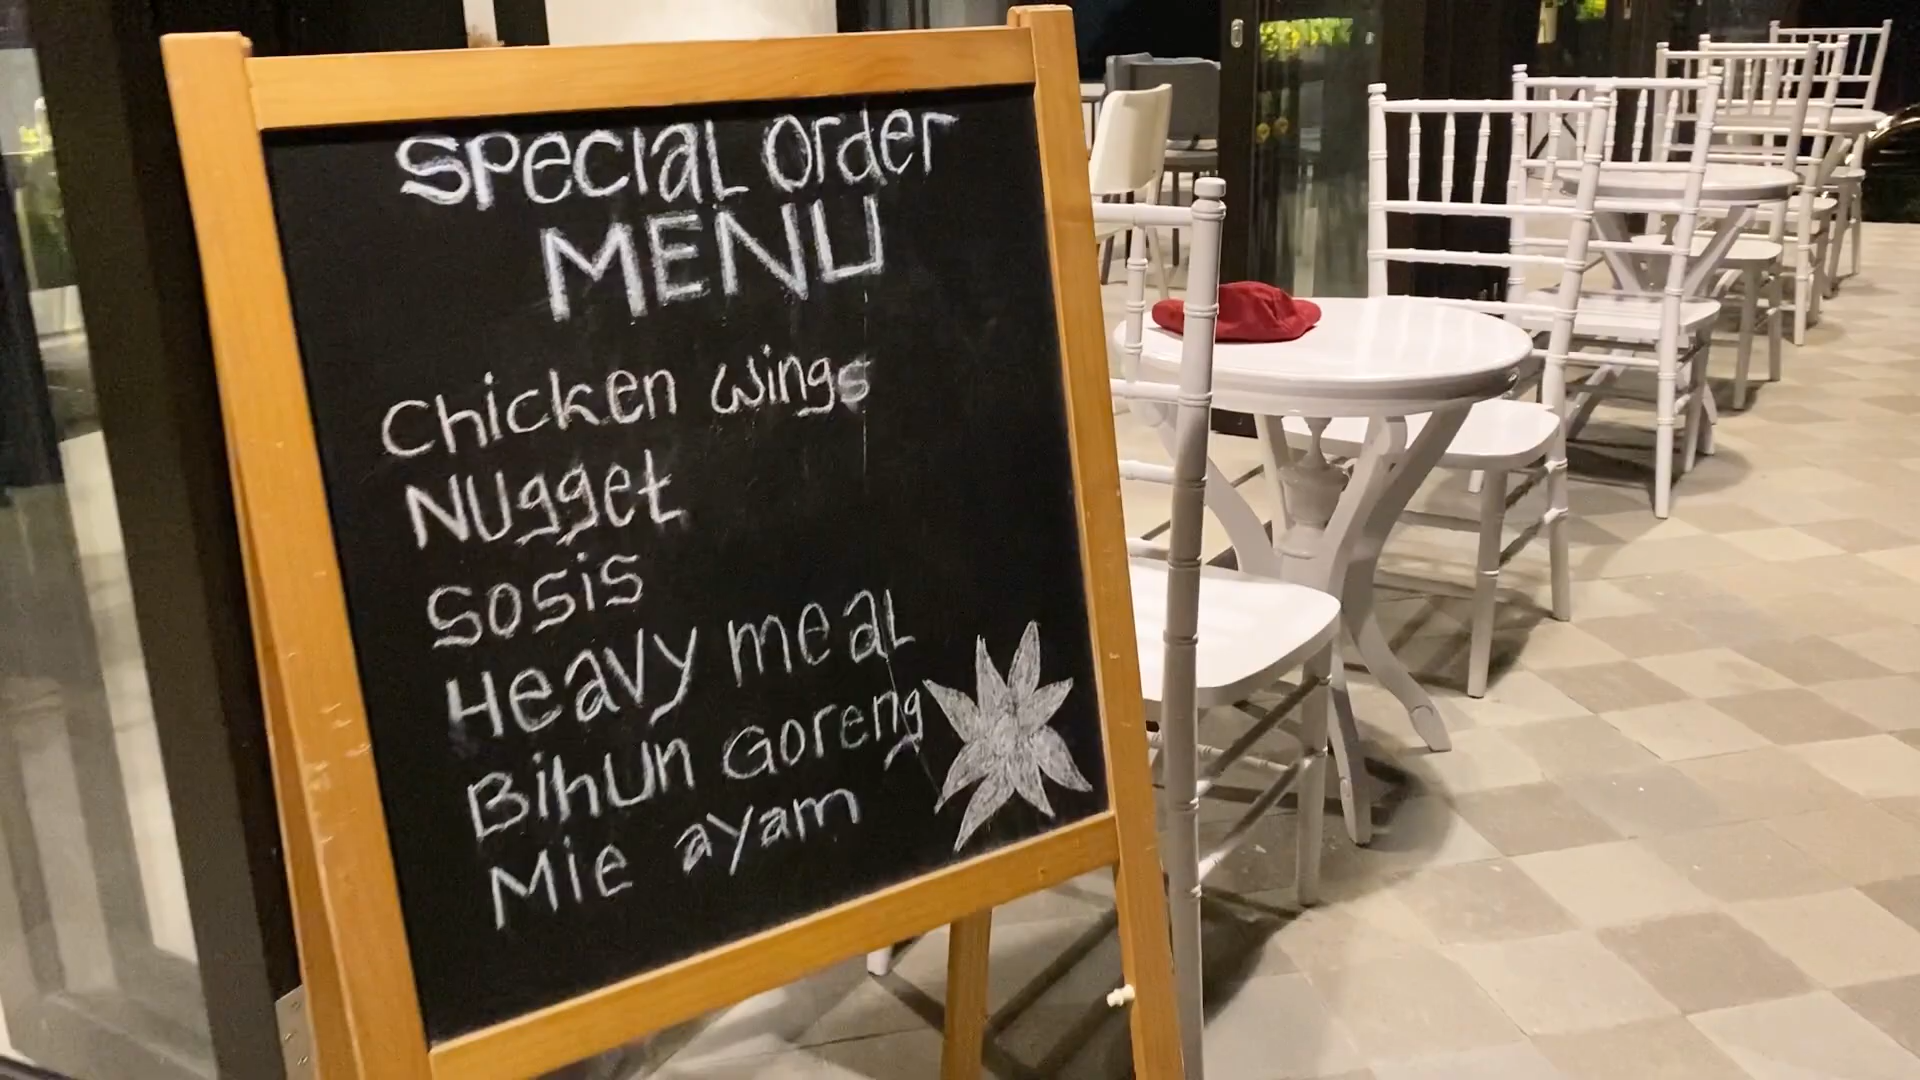 Special Order
MENU
Chicken wings
Nugget
Sosis
Heavy meal
Bihun Goreng
Mie ayam